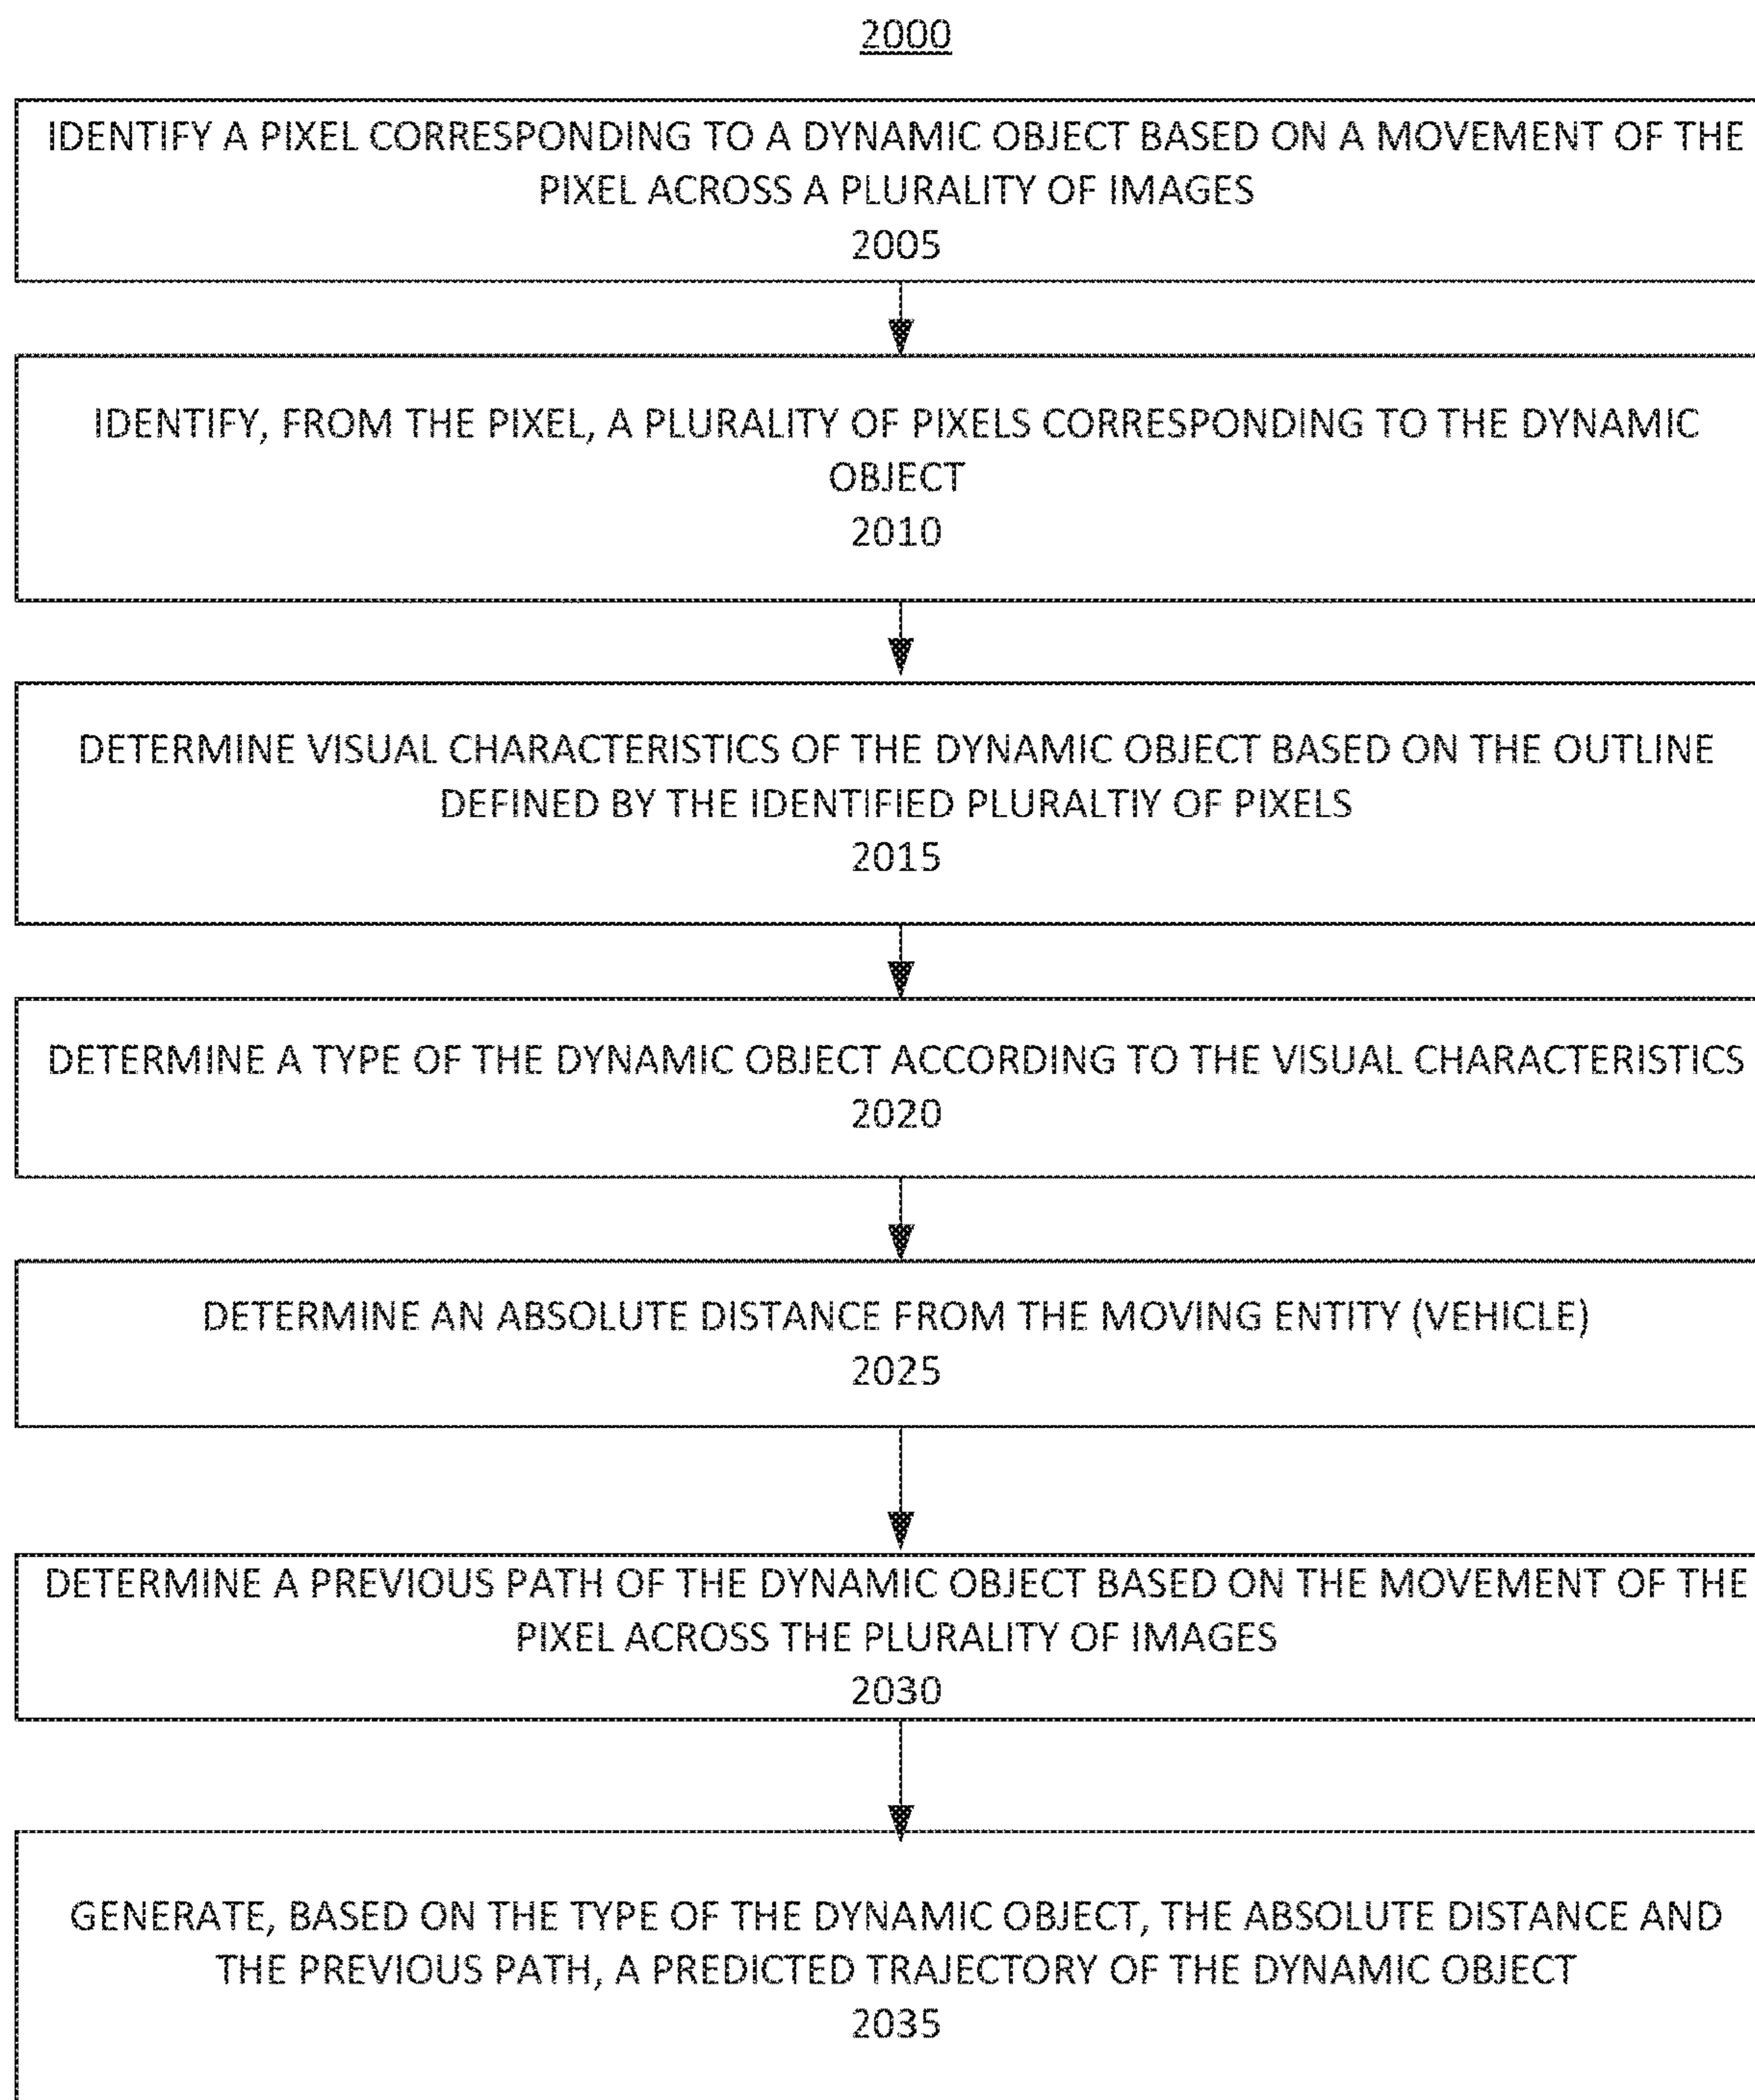 2000
IDENTIFY A PIXEL CORRESPONDING TO A DYNAMIC OBJECT BASED ON A MOVEMENT OF THE
PIXEL ACROSS A PLURALITY OF IMAGES
2005
IDENTIFY, FROM THE PIXEL, A PLURALITY OF PIXELS CORRESPONDING TO THE DYNAMIC
OBJECT
2010
DETERMINE VISUAL CHARACTERISTICS OF THE DYNAMIC OBJECT BASED ON THE OUTLINE
DEFINED BY THE IDENTIFIED PLURALTIY OF PIXELS
2015
DETERMINE A TYPE OF THE DYNAMIC OBJECT ACCORDING TO THE VISUAL CHARACTERISTICS
2020
DETERMINE AN ABSOLUTE DISTANCE FROM THE MOVING ENTITY (VEHICLE)
2025
DETERMINE A PREVIOUS PATH OF THE DYNAMIC OBJECT BASED ON THE MOVEMENT OF THE
PIXEL ACROSS THE PLURALITY OF IMAGES
2030
GENERATE, BASED ON THE TYPE OF THE DYNAMIC OBJECT, THE ABSOLUTE DISTANCE AND
THE PREVIOUS PATH, A PREDICTED TRAJECTORY OF THE DYNAMIC OBJECT
2035